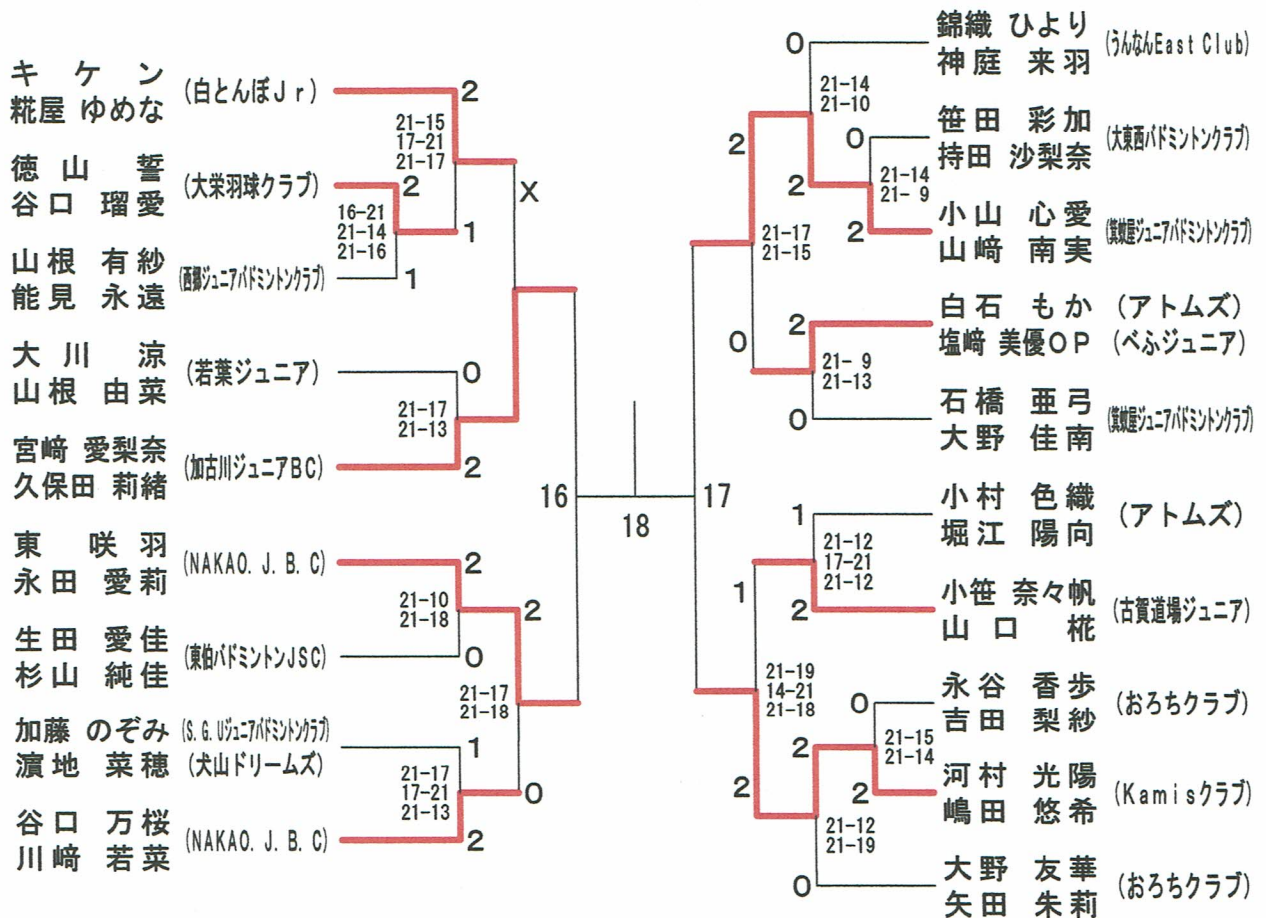 キケン
糀屋 ゆめな
(白とんぼJr)
2
21-15
17-21
21-17
X
徳山 誓
谷口 瑠愛
(大栄羽球クラブ)
2
16-21
21-14
21-16
1
山根 有紗
能見 永遠
(西郷ジュニアバドミントンクラブ)
1
大川 涼
山根 由菜
(若葉ジュニア)
0
21-17
21-13
宮﨑 愛梨奈
久保田 莉緒
(加古川ジュニアBC)
2
東 咲羽
永田 愛莉
(NAKAO.J.B.C)
2
21-10
21-18
2
生田 愛佳
杉山 純佳
(東伯バドミントンJSC)
0
21-17
21-18
加藤 のぞみ (S.G.Uジュニアバドミントンクラブ)
濵地 菜穂 (犬山ドリームズ)
1
21-17
17-21
21-13
0
谷口 万桜
川﨑 若菜
(NAKAO.J.B.C)
2
16
18
17
錦織 ひより
神庭 来羽
(うんなんEast Club)
0
21-14
21-10
2
笹田 彩加
持田 沙梨奈
(大東西バドミントンクラブ)
0
21-14
21- 9
2
小山 心愛
山﨑 南実
(箕蚊屋ジュニアバドミントンクラブ)
2
21-17
21-15
白石 もか (アトムズ)
塩﨑 美優OP (べふジュニア)
2
0
21- 9
21-13
石橋 亜弓
大野 佳南
(箕蚊屋ジュニアバドミントンクラブ)
0
小村 色織
堀江 陽向
(アトムズ)
1
21-12
17-21
21-12
1
小笹 奈々帆
山口 椛
(古賀道場ジュニア)
2
21-19
14-21
21-18
永谷 香歩
吉田 梨紗
(おろちクラブ)
0
21-15
21-14
2
河村 光陽
嶋田 悠希
(Kamisクラブ)
2
2
21-12
21-19
大野 友華
矢田 朱莉
(おろちクラブ)
0